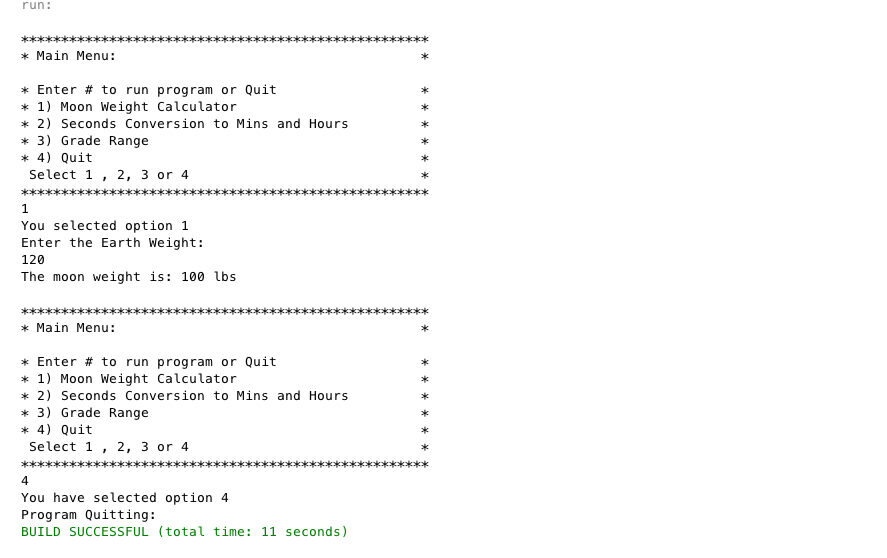 run:
***************************************************
* Main Menu: *
* Enter # to run program or Quit *
* 1) Moon Weight Calculator *
* 2) Seconds Conversion to Mins and Hours *
* 3) Grade Range *
* 4) Quit *
Select 1 , 2, 3 or 4 *
***************************************************
1
You selected option 1
Enter the Earth Weight:
120
The moon weight is: 100 lbs
***************************************************
* Main Menu: *
* Enter # to run program or Quit *
* 1) Moon Weight Calculator *
* 2) Seconds Conversion to Mins and Hours *
* 3) Grade Range *
* 4) Quit *
Select 1 , 2, 3 or 4 *
***************************************************
4
You have selected option 4
Program Quitting:
BUILD SUCCESSFUL (total time: 11 seconds)